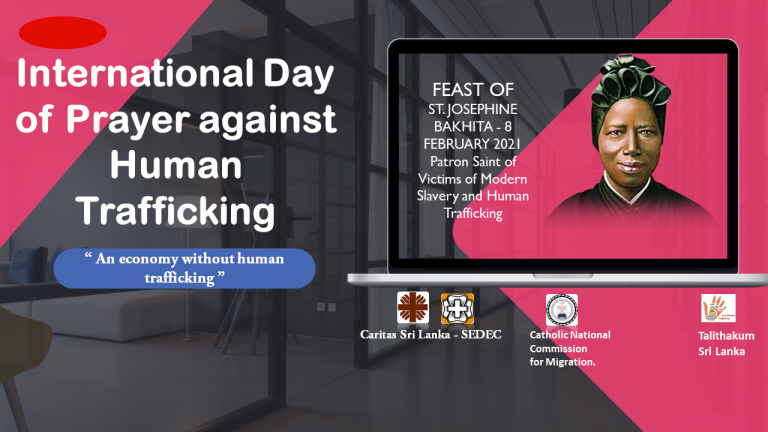 International Day
of Prayer against
Human
Trafficking
“ An economy without human
trafficking ”
FEAST OF
ST. JOSEPHINE
BAKHITA - 8
FEBRUARY 2021
Patron Saint of
Victims of Modern
Slavery and Human
Trafficking
Caritas Sri Lanka - SEDEC
Catholic National
Commission
for Migration.
Talithakum
Sri Lanka